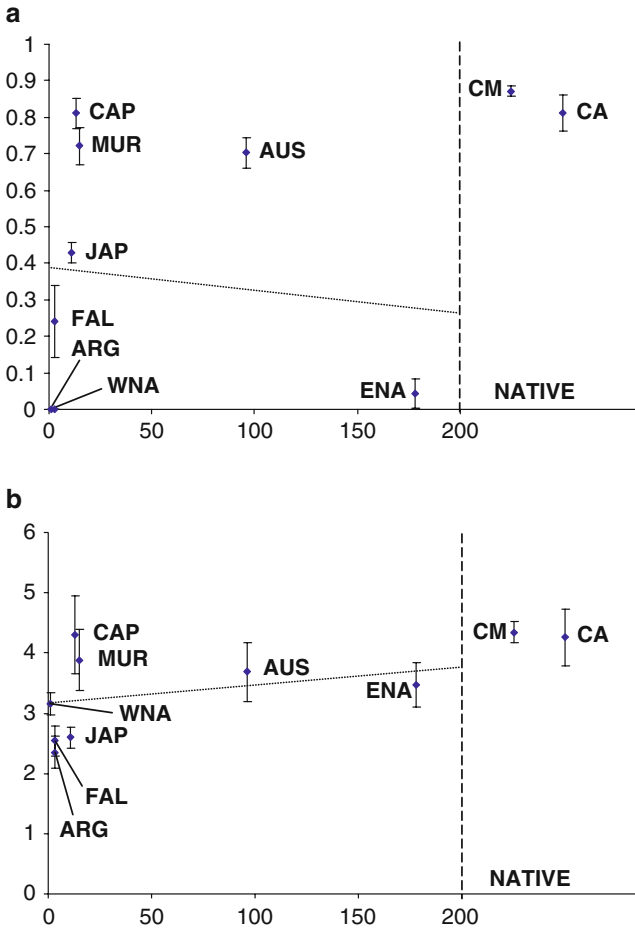 a
1
0.9
CM
CAP
CA
0.8
MUR
AUS
0.7
0.6
0.5
JAP
0.4
0.3
FAL
0.2
ARG
0.1
WNA
ENA
NATIVE
0
0
50
100
150
200
b
6
5
CAP
CM
CA
4
MUR
AUS
ENA
3
WNA
JAP
2
FAL
ARG
1
NATIVE
0
0
50
100
150
200